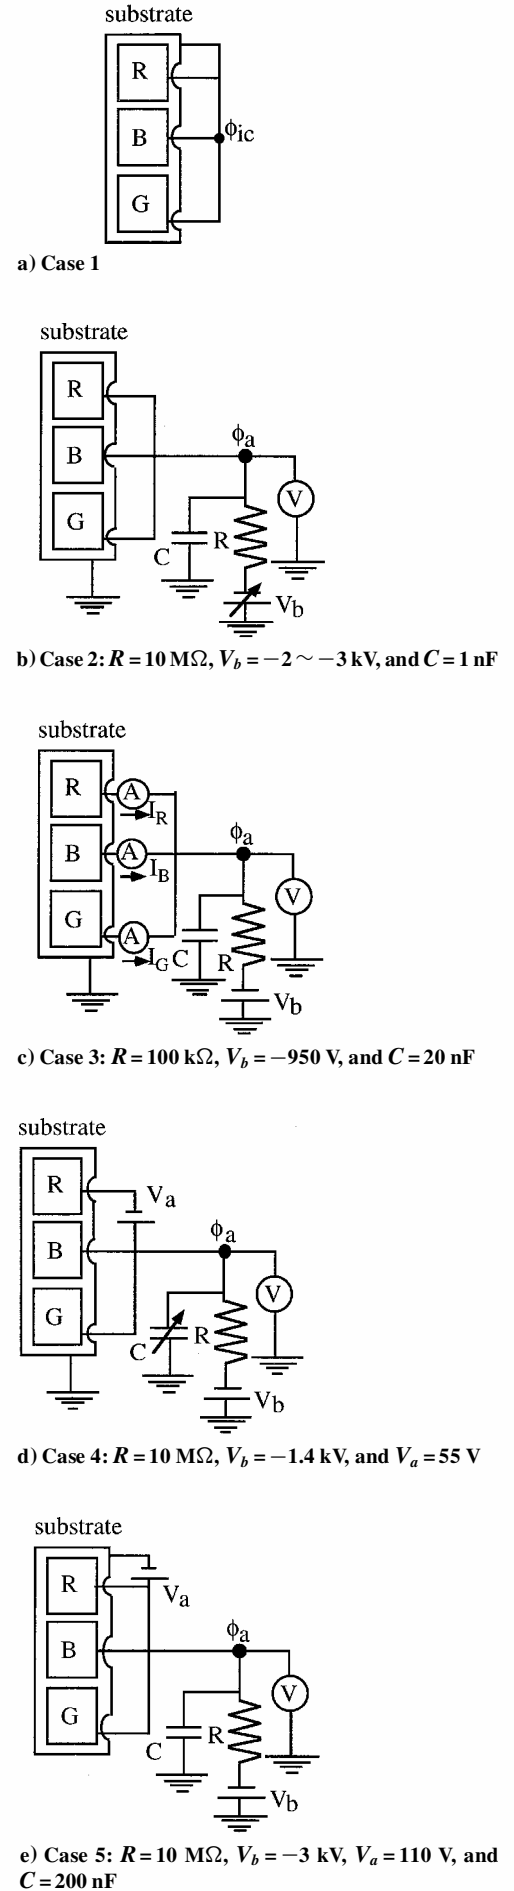 substrate
R
B
ϕic
G
a) Case 1
substrate
R
B
ϕa
V
G
C
R
Vb
b) Case 2: R = 10 MΩ, Vb = −2 ~ −3 kV, and C = 1 nF
substrate
R
A
IR
B
A
ϕa
IB
V
G
A
IG
C
R
Vb
c) Case 3: R = 100 kΩ, Vb = −950 V, and C = 20 nF
substrate
R
Va
B
ϕa
V
G
C
R
Vb
d) Case 4: R = 10 MΩ, Vb = −1.4 kV, and Va = 55 V
substrate
R
Va
B
ϕa
V
G
C
R
Vb
e) Case 5: R = 10 MΩ, Vb = −3 kV, Va = 110 V, and
C = 200 nF